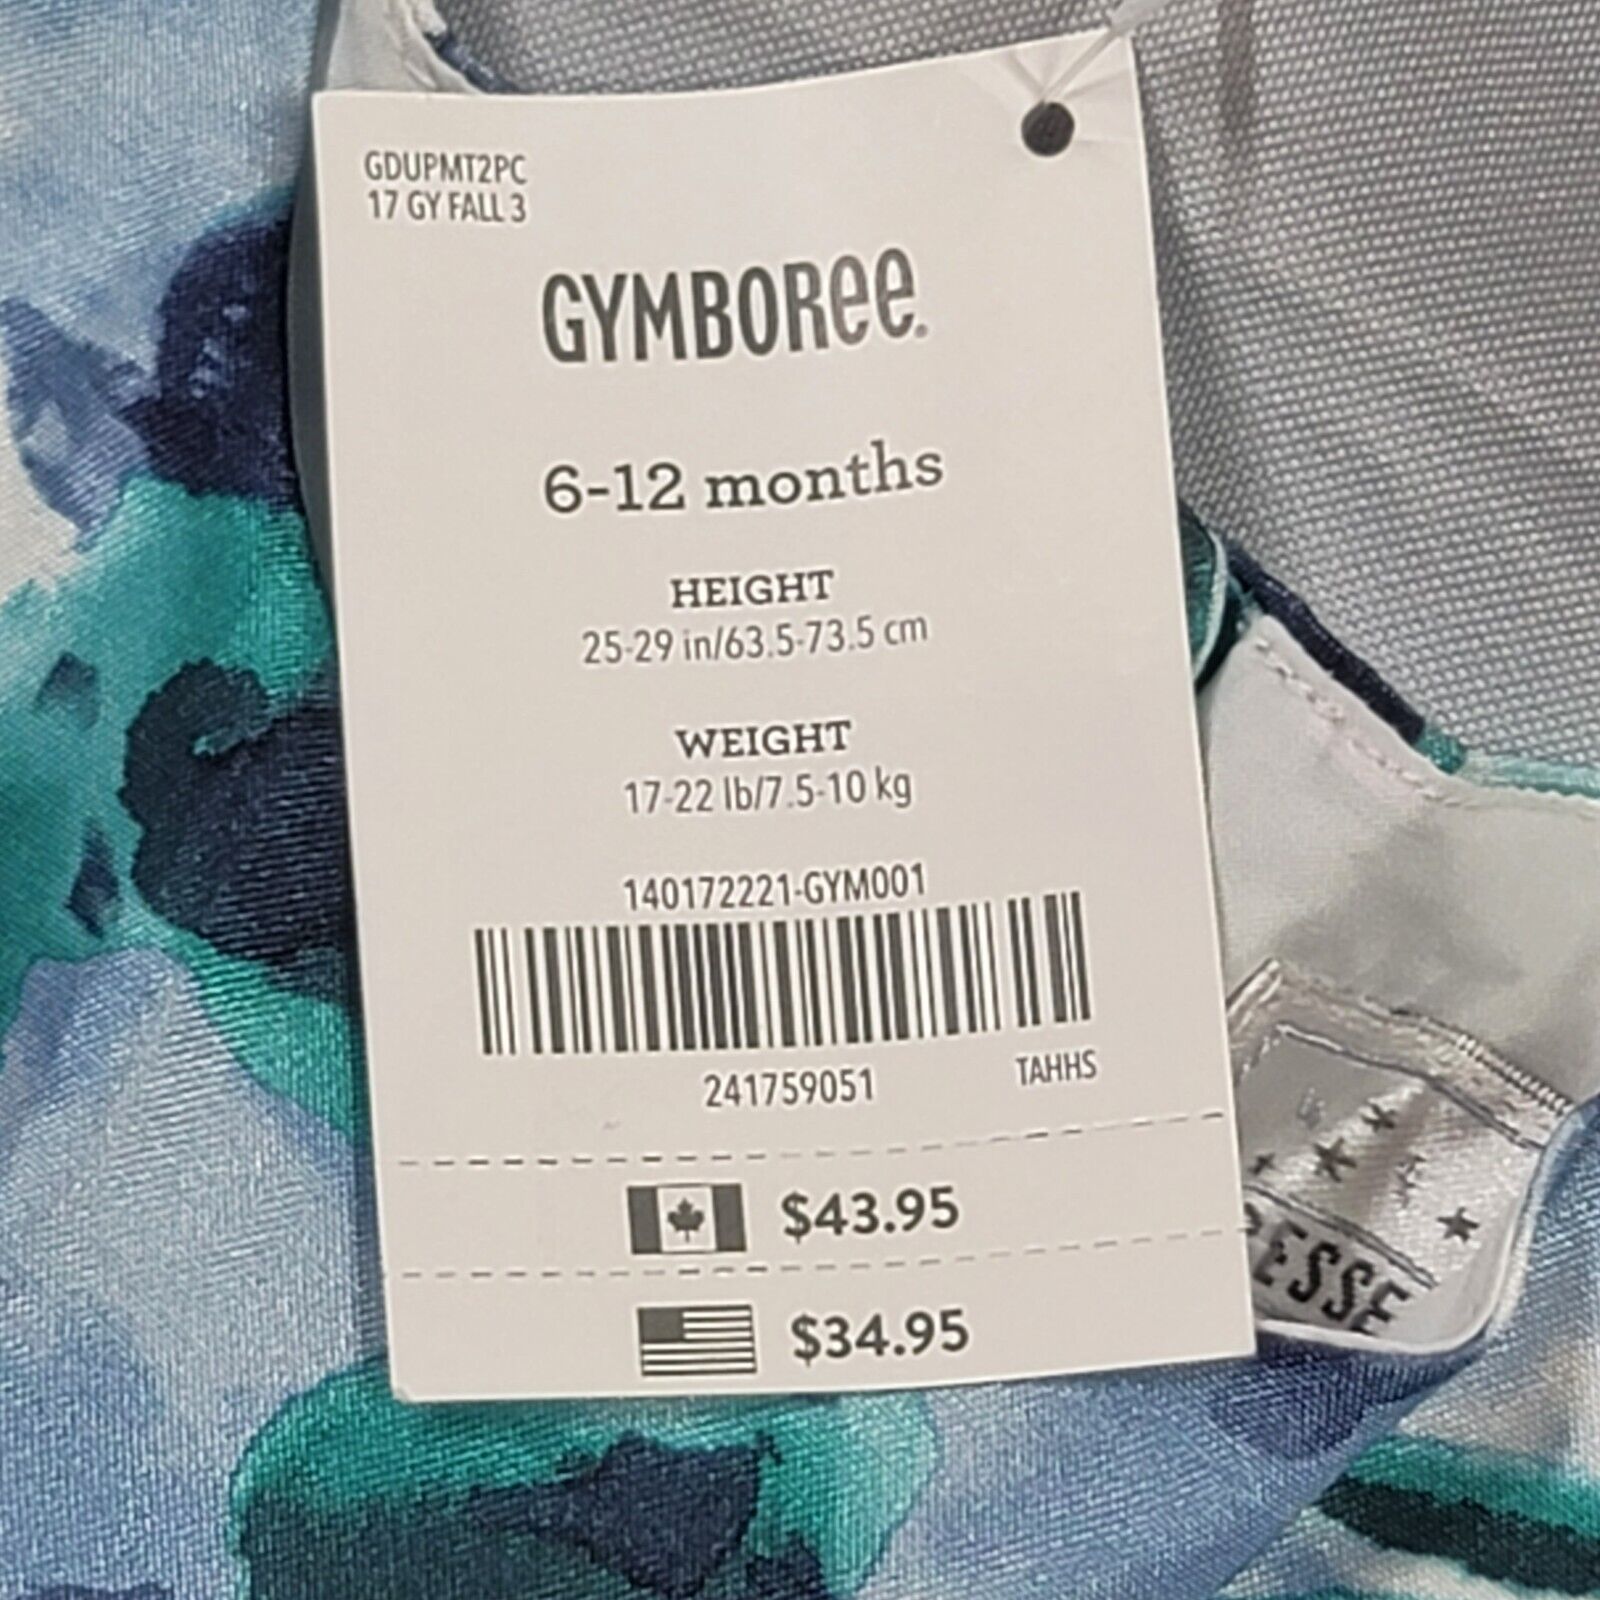 GDUPMT2PC
17 GY FALL 3
GYMBOREE
6-12 months
HEIGHT
25-29 in/63.5-73.5 cm
WEIGHT
17-22 lb/7.5-10 kg
140172221-GYM001
241759051 TAHHS
$43.95
$34.95